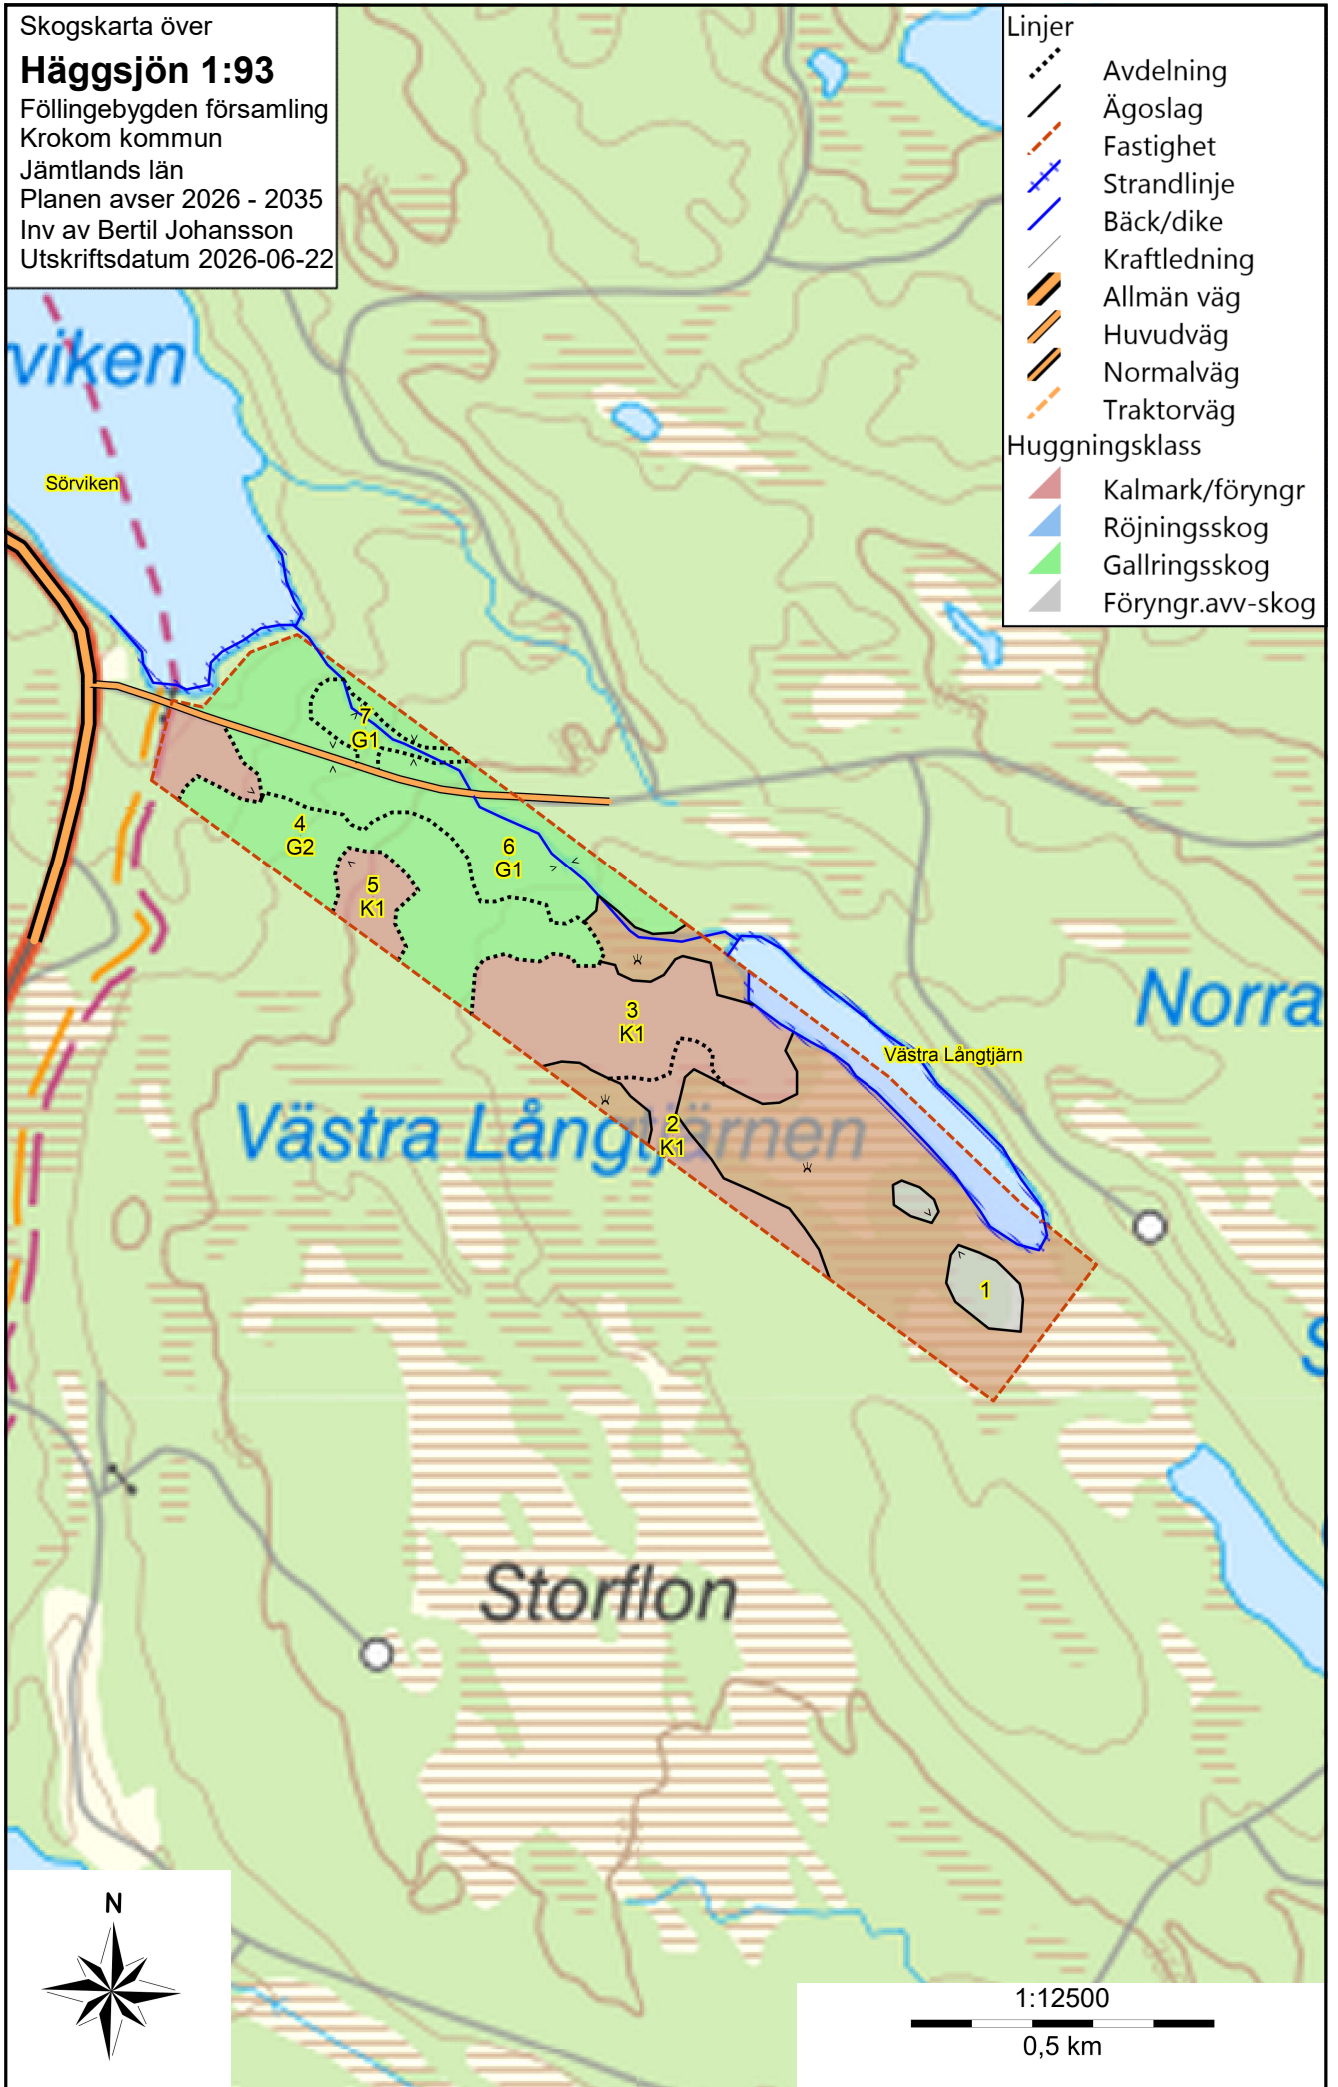 Skogskarta över
Häggsjön 1:93
Föllingebygden församling
Krokom kommun
Jämtlands län
Planen avser 2026 - 2035
Inv av Bertil Johansson
Utskriftsdatum 2026-06-22
Linjer
Avdelning
Ägoslag
Fastighet
Strandlinje
Bäck/dike
Kraftledning
Allmän väg
Huvudväg
Normalväg
Traktorväg
Huggningsklass
Kalmark/föryngr
Röjningsskog
Gallringsskog
Föryngr.avv-skog
viken
Sörviken
7
G1
4
G2
6
G1
5
K1
Norra
3
K1
Västra Långtjärn
Västra Långtjärnen
2
K1
1
S
Storflon
N
1:12500
0,5 km